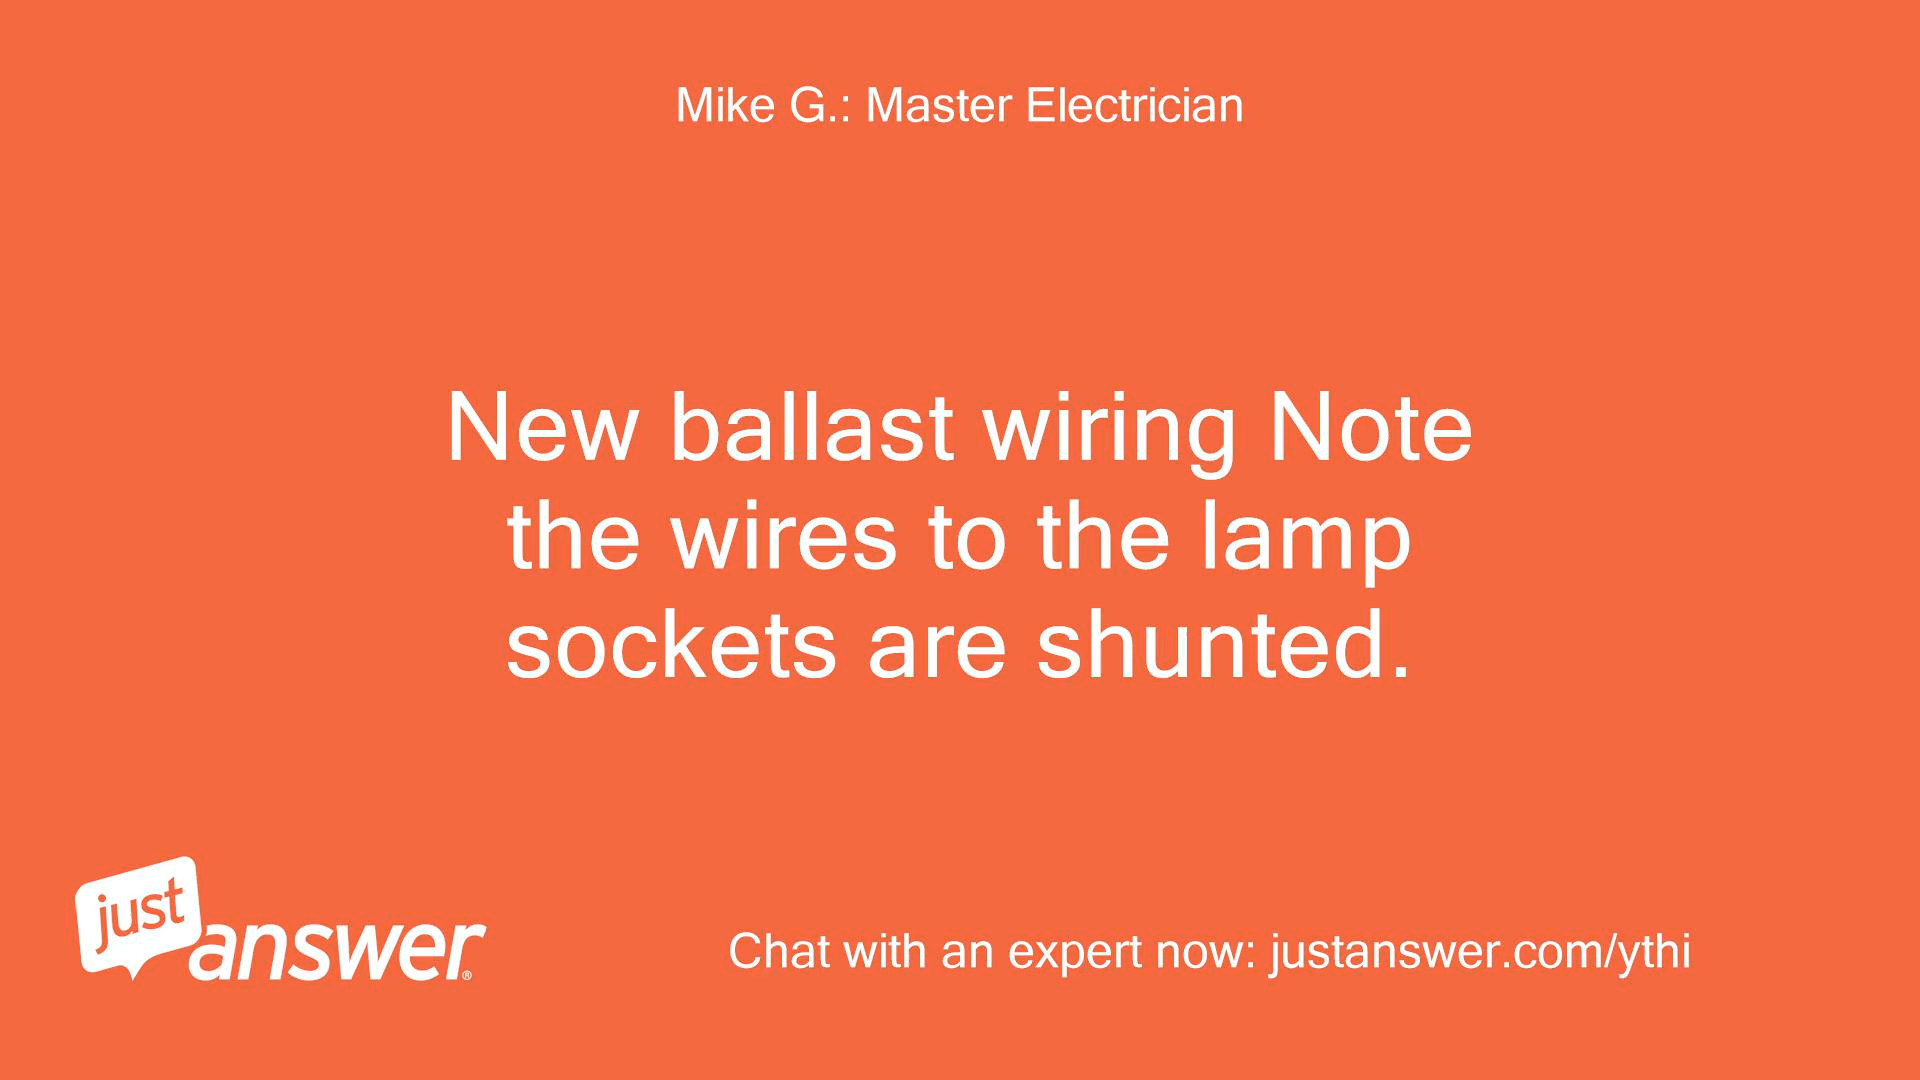 Mike G.: Master Electrician
New ballast wiring Note
the wires to the lamp
sockets are shunted.
just
answer®
Chat with an expert now: justanswer.com/ythi